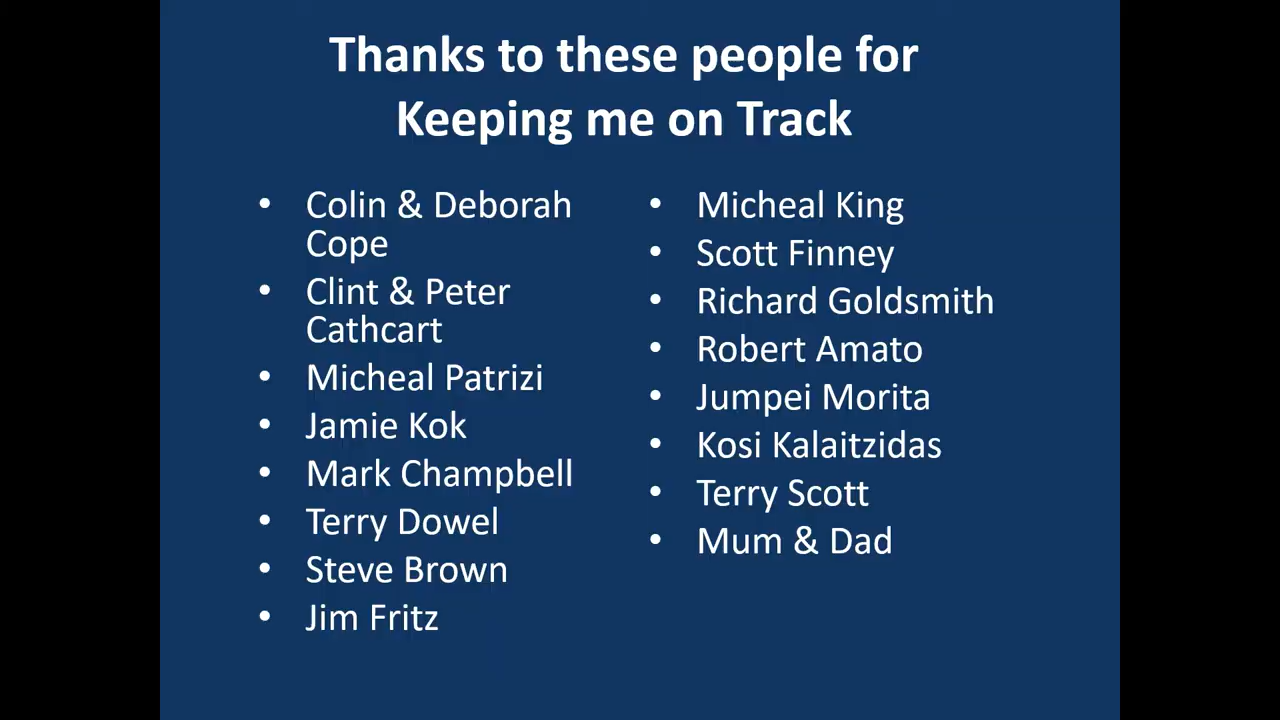 Thanks to these people for
Keeping me on Track
• Colin & Deborah
Cope
• Clint & Peter
Cathcart
• Micheal Patrizi
• Jamie Kok
• Mark Champbell
• Terry Dowel
• Steve Brown
• Jim Fritz
• Micheal King
• Scott Finney
• Richard Goldsmith
• Robert Amato
• Jumpei Morita
• Kosi Kalaitzidas
• Terry Scott
• Mum & Dad